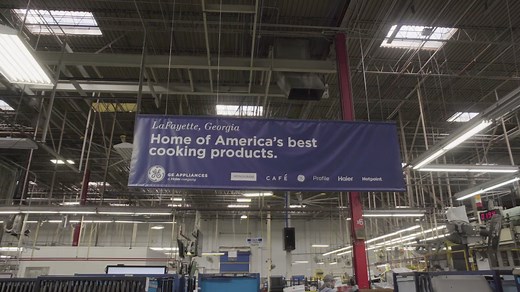 LaFayette, Georgia
Home of America's best
cooking products.
GE APPLIANCES
a Haier company
CAFÉ
Profile
Haier
Hotpoint